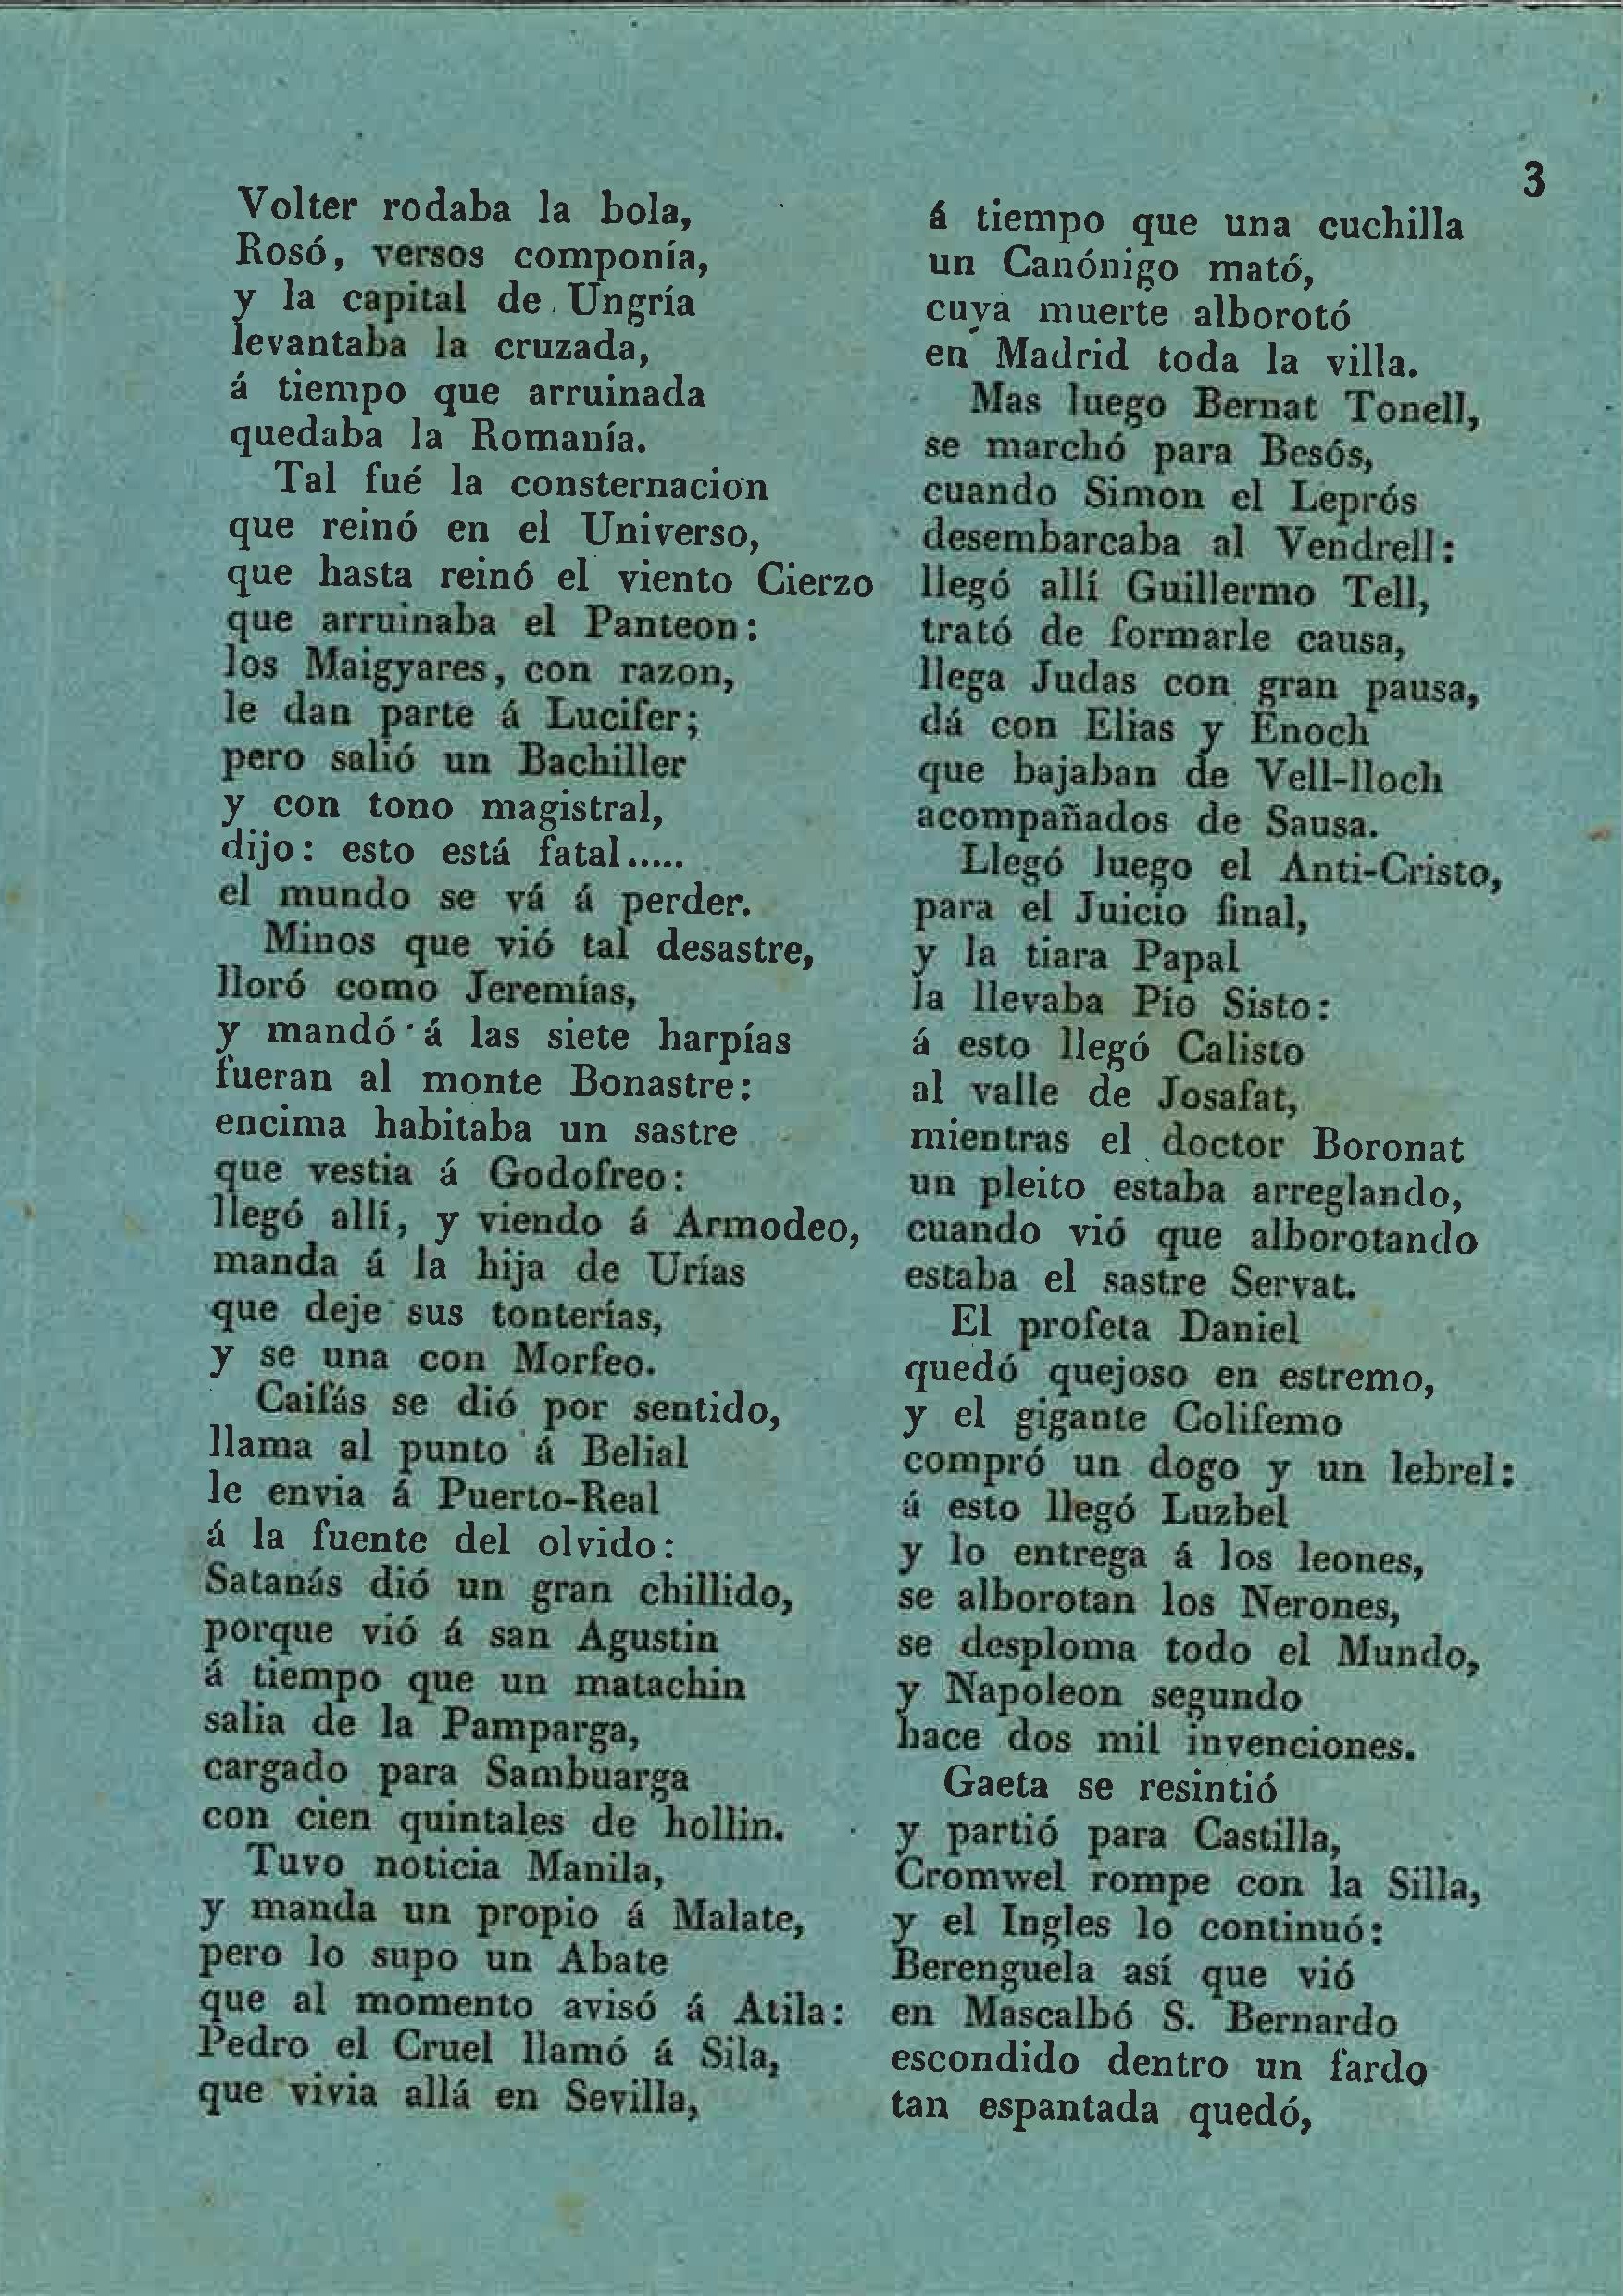 3
Volter rodaba la bola,
Rosó, versos componía,
y la capital de Ungría
levantaba la cruzada,
á tiempo que arruinada
quedaba la Romanía.
Tal fué la consternacion
que reinó en el Universo,
que hasta reinó el viento Cierzo
que arruinaba el Panteon:
los Maigyares, con razon,
le dan parte á Lucifer;
pero salió un Bachiller
y con tono magistral,
dijo: esto está fatal.....
el mundo se vá á perder.
Minos que vió tal desastre,
lloró como Jeremías,
y mandó á las siete harpías
fueran al monte Bonastre:
encima habitaba un sastre
que vestia á Godofreo:
llegó allí, y viendo á Armodeo,
manda á la hija de Urías
que deje sus tonterías,
y se una con Morfeo.
Caifás se dió por sentido,
llama al punto á Belial
le envia á Puerto-Real
á la fuente del olvido:
Satanás dió un gran chillido,
porque vió á san Agustin
á tiempo que un matachin
salia de la Pamparga,
cargado para Sambuarga
con cien quintales de hollin.
Tuvo noticia Manila,
y manda un propio á Malate,
pero lo supo un Abate
que al momento avisó á Atila:
Pedro el Cruel llamó á Sila,
que vivia allá en Sevilla,
á tiempo que una cuchilla
un Canónigo mató,
cuya muerte alborotó
en Madrid toda la villa.
Mas luego Bernat Tonell,
se marchó para Besós,
cuando Simon el Leprós
desembarcaba al Vendrell:
llegó allí Guillermo Tell,
trató de formarle causa,
llega Judas con gran pausa,
dá con Elias y Enoch
que bajaban de Vell-lloch
acompañados de Sausa.
Llegó luego el Anti-Cristo,
para el Juicio final,
y la tiara Papal
la llevaba Pío Sisto:
á esto llegó Calisto
al valle de Josafat,
mientras el doctor Boronat
un pleito estaba arreglando,
cuando vió que alborotando
estaba el sastre Servat.
El profeta Daniel
quedó quejoso en estremo,
y el gigante Colifemo
compró un dogo y un lebrel:
á esto llegó Luzbel
y lo entrega á los leones,
se alborotan los Nerones,
se desploma todo el Mundo,
y Napoleon segundo
hace dos mil invenciones.
Gaeta se resintió
y partió para Castilla,
Cromwel rompe con la Silla,
y el Ingles lo continuó:
Berenguela así que vió
en Mascalbó S. Bernardo
escondido dentro un fardo
tan espantada quedó,